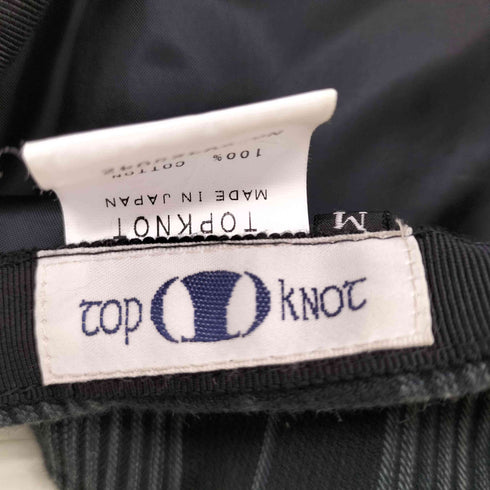 TOPKNOT
MADE IN JAPAN
100% COTTON
M
TOP KNOT